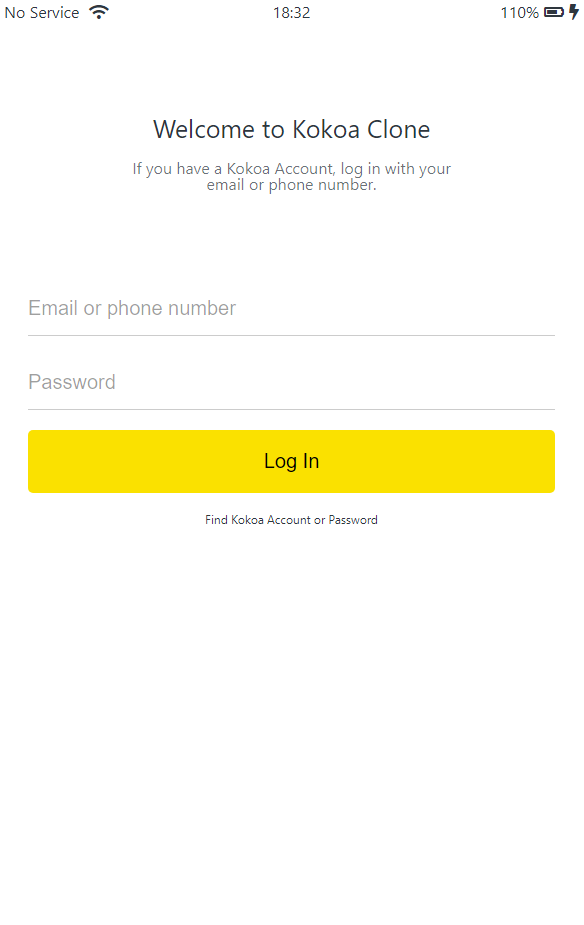 No Service 18:32 110%
Welcome to Kokoa Clone
If you have a Kokoa Account, log in with your
email or phone number.
Email or phone number
Password
Log In
Find Kokoa Account or Password